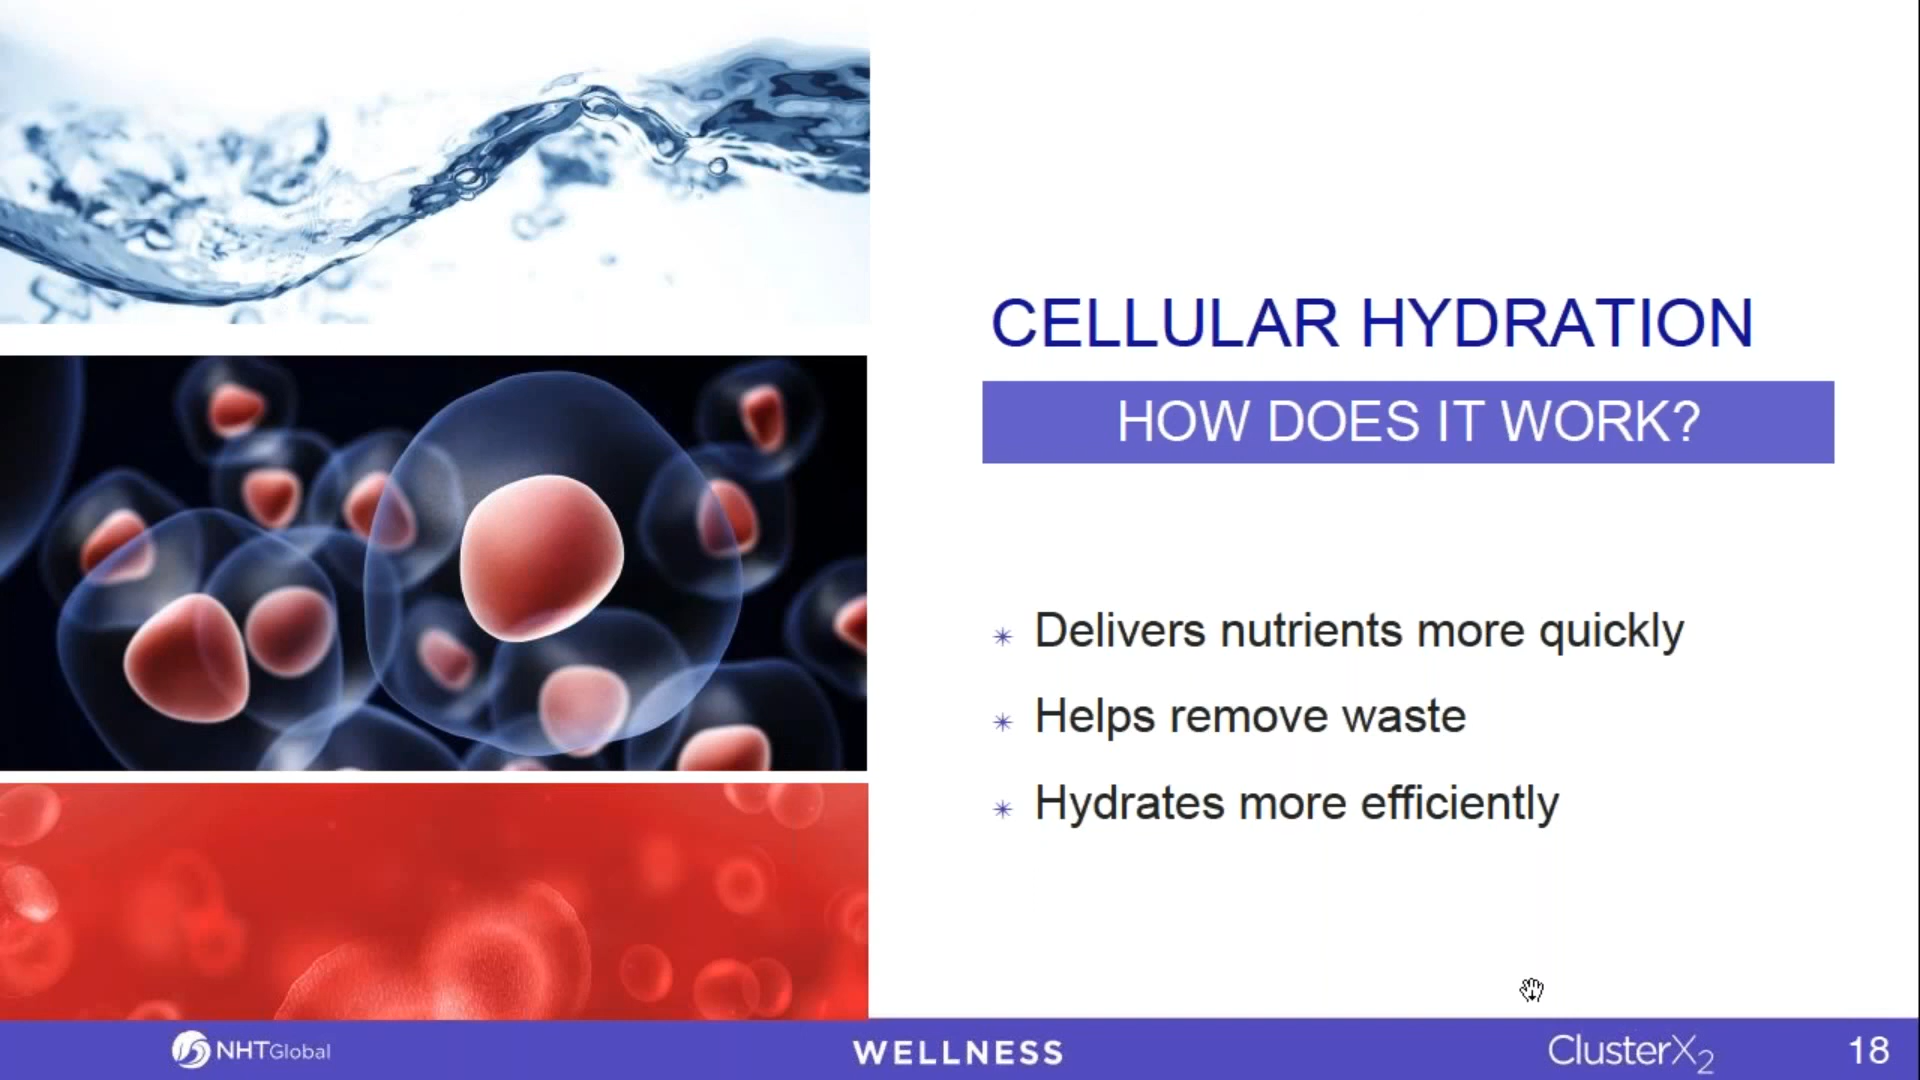 CELLULAR HYDRATION
HOW DOES IT WORK?
Delivers nutrients more quickly
Helps remove waste
Hydrates more efficiently
NHTGlobal
WELLNESS
ClusterX₂
18